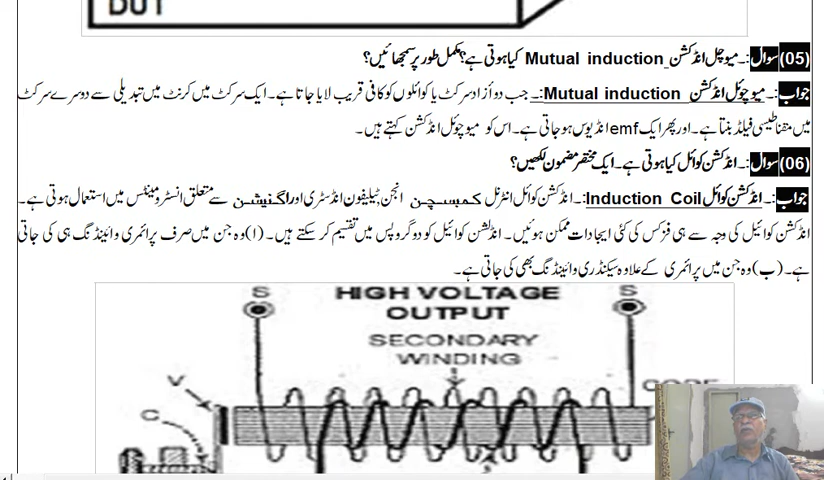 DUT
(05) سوال:۔ میوچل انڈکشن Mutual induction کیا ہوتی ہے؟ مکمل طور پر سمجھائیں؟
جواب:۔ میوچوئل انڈکشن Mutual induction:۔ جب دو آزاد سرکٹ یا کوائلوں کو کافی قریب لایا جاتا ہے۔ ایک سرکٹ میں کرنٹ میں تبدیلی سے دوسرے سرکٹ
میں مقناطیسی فیلڈ بنتا ہے۔ اور پھر ایک emf انڈیوس ہو جاتی ہے۔ اس کو میوچوئل انڈکشن کہتے ہیں۔
(06) سوال:۔ انڈکشن کوائل کیا ہوتی ہے۔ ایک مختصر مضمون لکھیں؟
جواب:۔ انڈکشن کوائل Induction Coil:۔ انڈکشن کوائل انٹرنل کمبسچن انجن، ٹیلیفون انڈسٹری اور اگنیشن سے متعلق انسٹرومینٹس میں استعمال ہوتی ہے۔
انڈکشن کوائیل کی وجہ سے ہی فزکس کی کئی ایجادات ممکن ہوئیں۔ انڈکشن کوائیل کو دو گروپس میں تقسیم کر سکتے ہیں۔ (ا) وہ جن میں صرف پرائمری وائینڈنگ ہی کی جاتی
ہے۔ (ب) وہ جن میں پرائمری کے علاوہ سیکنڈری وائینڈنگ بھی کی جاتی ہے۔
S HIGH VOLTAGE S
OUTPUT
SECONDARY
WINDING
CORE
V
C